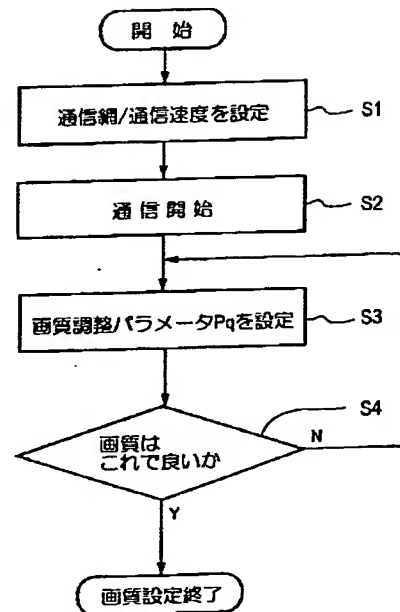 開 始
通信網/通信速度を設定
S1
通 信 開 始
S2
画質調整パラメータPqを設定
S3
S4
画質は
これで良いか
N
Y
画質設定終了